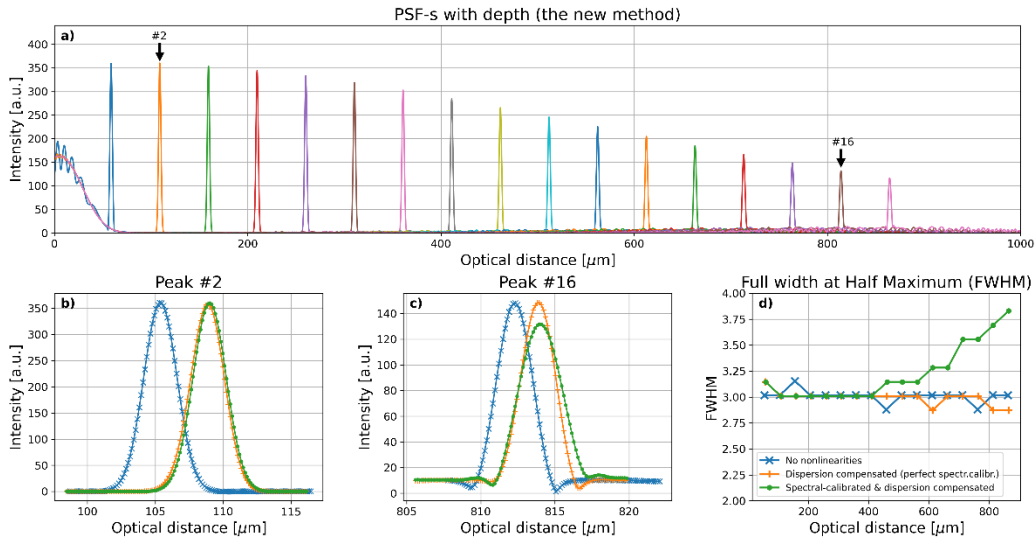 PSF-s with depth (the new method)
a)
#2
#16
400
350
300
250
200
150
100
50
0
Intensity [a.u.]
0
200
400
600
800
1000
Optical distance [μm]
Peak #2
b)
350
300
250
200
150
100
50
0
Intensity [a.u.]
100
105
110
115
Optical distance [μm]
Peak #16
c)
140
120
100
80
60
40
20
0
Intensity [a.u.]
805
810
815
820
Optical distance [μm]
Full width at Half Maximum (FWHM)
d)
4.00
3.75
3.50
3.25
3.00
2.75
2.50
2.25
2.00
FWHM
No nonlinearities
Dispersion compensated (perfect spectr.calibr.)
Spectral-calibrated & dispersion compensated
0
200
400
600
800
Optical distance [μm]